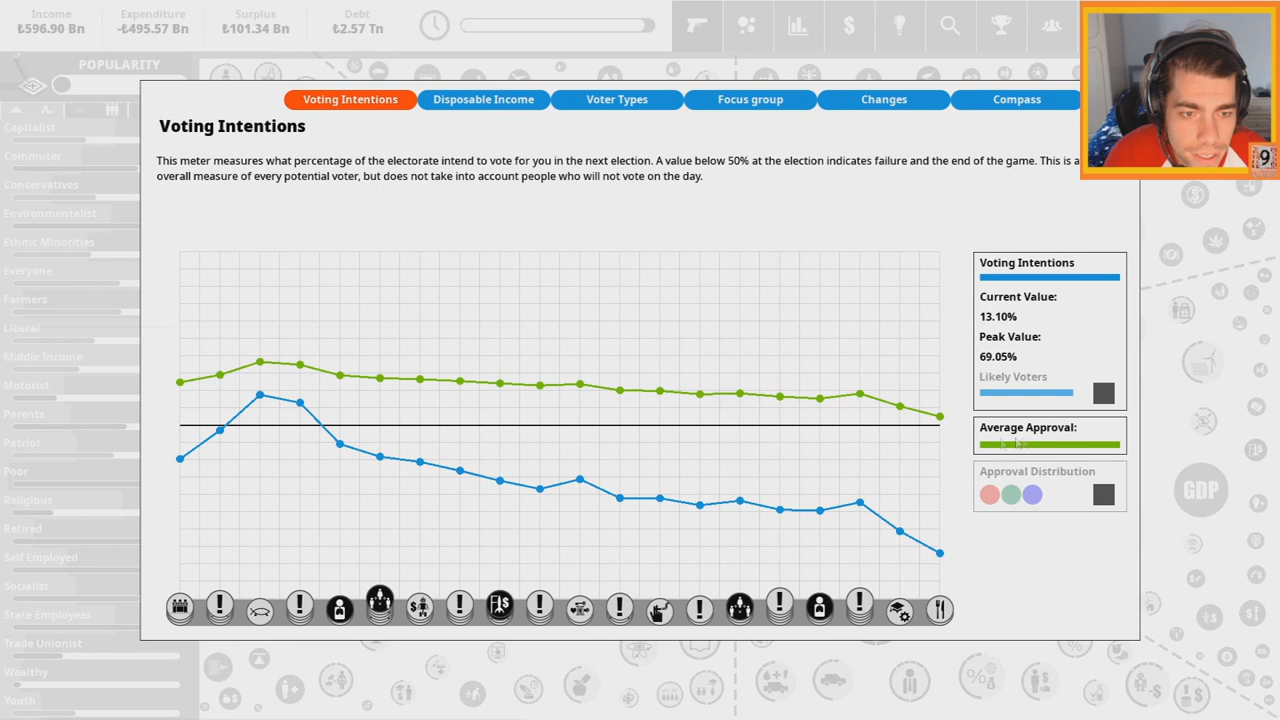 Income
Expenditure
Surplus
Debt
₺596.90 Bn
-₺495.57 Bn
₺101.34 Bn
₺2.57 Tn
POPULARITY
Voting Intentions
Disposable Income
Voter Types
Focus group
Changes
Compass
Voting Intentions
This meter measures what percentage of the electorate intend to vote for you in the next election. A value below 50% at the election indicates failure and the end of the game. This is a
overall measure of every potential voter, but does not take into account people who will not vote on the day.
Capitalist
Commuter
Conservatives
Environmentalist
Ethnic Minorities
Everyone
Farmers
Liberal
Middle Income
Motorist
Parents
Patriot
Poor
Religious
Retired
Self Employed
Socialist
State Employees
Trade Unionist
Wealthy
Youth
Voting Intentions
Current Value:
13.10%
Peak Value:
69.05%
Likely Voters
Average Approval:
Approval Distribution
GDP
9